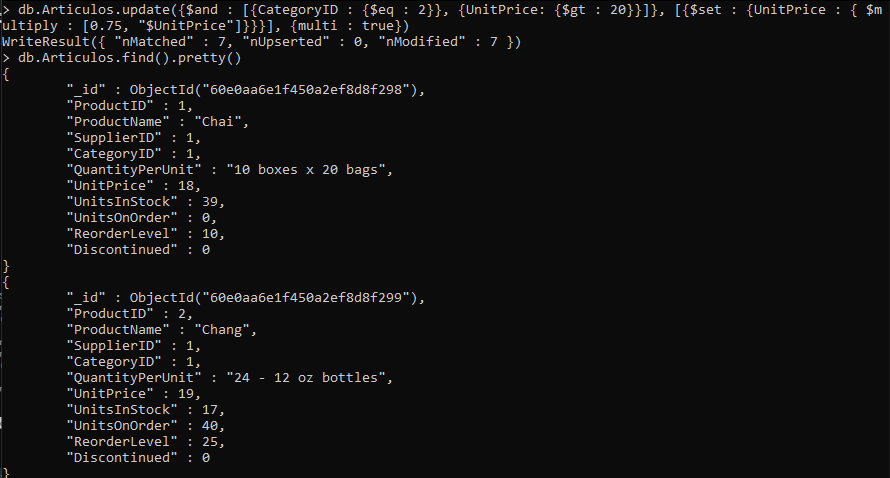 > db.Articulos.update({$and : [{CategoryID : {$eq : 2}}, {UnitPrice: {$gt : 20}}]}, [{$set : {UnitPrice : { $m
ultiply : [0.75, "$UnitPrice"]}}}], {multi : true})
WriteResult({ "nMatched" : 7, "nUpserted" : 0, "nModified" : 7 })
> db.Articulos.find().pretty()
{
        "_id" : ObjectId("60e0aa6e1f450a2ef8d8f298"),
        "ProductID" : 1,
        "ProductName" : "Chai",
        "SupplierID" : 1,
        "CategoryID" : 1,
        "QuantityPerUnit" : "10 boxes x 20 bags",
        "UnitPrice" : 18,
        "UnitsInStock" : 39,
        "UnitsOnOrder" : 0,
        "ReorderLevel" : 10,
        "Discontinued" : 0
}
{
        "_id" : ObjectId("60e0aa6e1f450a2ef8d8f299"),
        "ProductID" : 2,
        "ProductName" : "Chang",
        "SupplierID" : 1,
        "CategoryID" : 1,
        "QuantityPerUnit" : "24 - 12 oz bottles",
        "UnitPrice" : 19,
        "UnitsInStock" : 17,
        "UnitsOnOrder" : 40,
        "ReorderLevel" : 25,
        "Discontinued" : 0
}